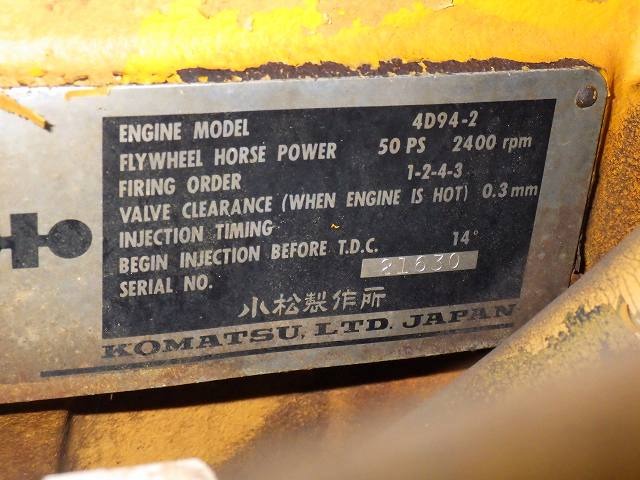 ENGINE MODEL 4D94-2
FLYWHEEL HORSE POWER 50 PS 2400 rpm
FIRING ORDER 1-2-4-3
VALVE CLEARANCE (WHEN ENGINE IS HOT) 0.3mm
INJECTION TIMING
BEGIN INJECTION BEFORE T.D.C. 14°
SERIAL NO. 21630
小松製作所
KOMATSU, LTD. JAPAN